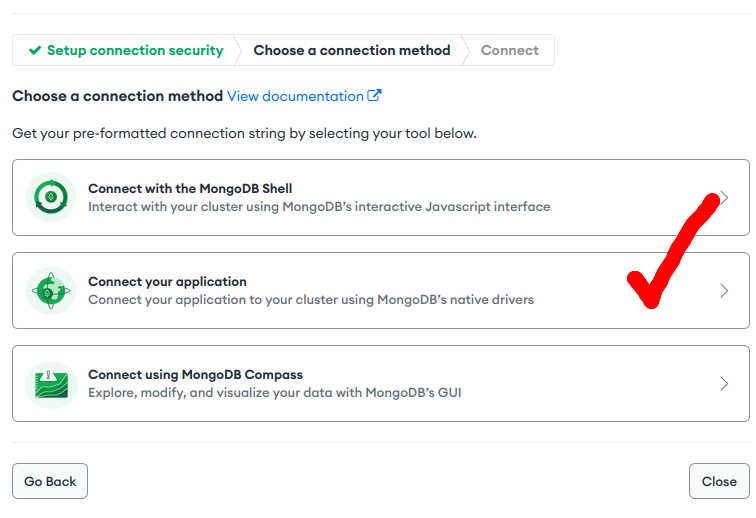 Setup connection security
Choose a connection method
Connect
Choose a connection method View documentation
Get your pre-formatted connection string by selecting your tool below.
Connect with the MongoDB Shell
Interact with your cluster using MongoDB’s interactive Javascript interface
Connect your application
Connect your application to your cluster using MongoDB’s native drivers
Connect using MongoDB Compass
Explore, modify, and visualize your data with MongoDB’s GUI
Go Back
Close